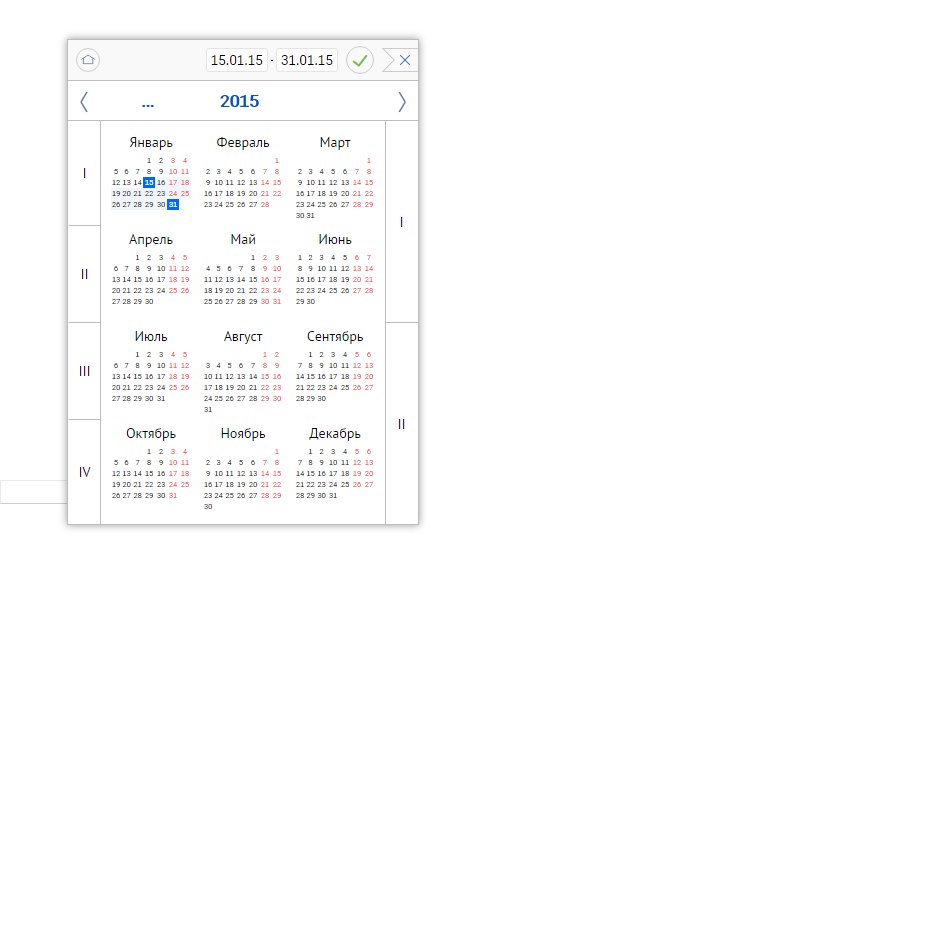 15.01.15 - 31.01.15
... 2015
Январь Февраль Март
1 2 3 4 1 1
5 6 7 8 9 10 11 2 3 4 5 6 7 8 2 3 4 5 6 7 8
I 12 13 14 15 16 17 18 9 10 11 12 13 14 15 9 10 11 12 13 14 15
19 20 21 22 23 24 25 16 17 18 19 20 21 22 16 17 18 19 20 21 22
26 27 28 29 30 31 23 24 25 26 27 28 23 24 25 26 27 28 29
30 31
I
Апрель Май Июнь
1 2 3 4 5 1 2 3 1 2 3 4 5 6 7
6 7 8 9 10 11 12 4 5 6 7 8 9 10 8 9 10 11 12 13 14
II 13 14 15 16 17 18 19 11 12 13 14 15 16 17 15 16 17 18 19 20 21
20 21 22 23 24 25 26 18 19 20 21 22 23 24 22 23 24 25 26 27 28
27 28 29 30 25 26 27 28 29 30 31 29 30
Июль Август Сентябрь
1 2 3 4 5 1 2 1 2 3 4 5 6
6 7 8 9 10 11 12 3 4 5 6 7 8 9 7 8 9 10 11 12 13
III 13 14 15 16 17 18 19 10 11 12 13 14 15 16 14 15 16 17 18 19 20
20 21 22 23 24 25 26 17 18 19 20 21 22 23 21 22 23 24 25 26 27
27 28 29 30 31 24 25 26 27 28 29 30 28 29 30
31
II
Октябрь Ноябрь Декабрь
1 2 3 4 1 1 2 3 4 5 6
5 6 7 8 9 10 11 2 3 4 5 6 7 8 7 8 9 10 11 12 13
IV 12 13 14 15 16 17 18 9 10 11 12 13 14 15 14 15 16 17 18 19 20
19 20 21 22 23 24 25 16 17 18 19 20 21 22 21 22 23 24 25 26 27
26 27 28 29 30 31 23 24 25 26 27 28 29 28 29 30 31
30